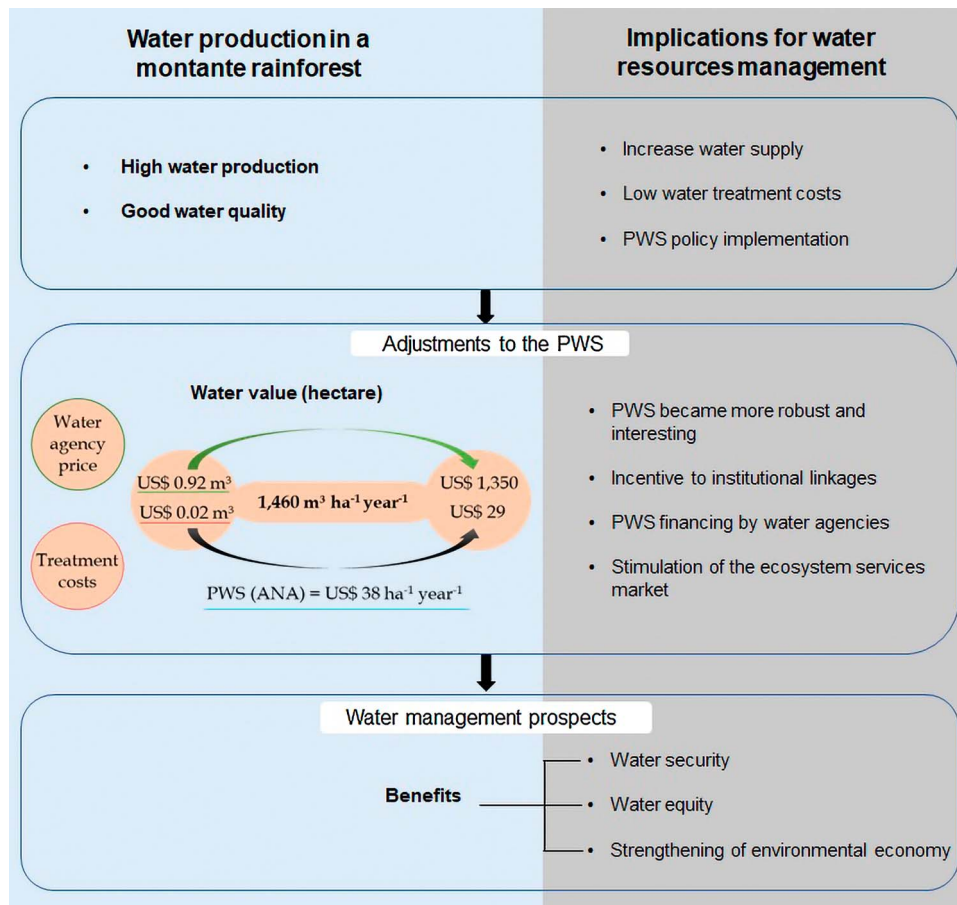 Water production in a
montante rainforest
Implications for water
resources management
• High water production
• Good water quality
• Increase water supply
• Low water treatment costs
• PWS policy implementation
Adjustments to the PWS
Water value (hectare)
Water
agency
price
Treatment
costs
US$ 0.92 m³
US$ 0.02 m³
1,460 m³ ha⁻¹ year⁻¹
US$ 1,350
US$ 29
PWS (ANA) = US$ 38 ha⁻¹ year⁻¹
• PWS became more robust and
interesting
• Incentive to institutional linkages
• PWS financing by water agencies
• Stimulation of the ecosystem services
market
Water management prospects
Benefits
• Water security
• Water equity
• Strengthening of environmental economy